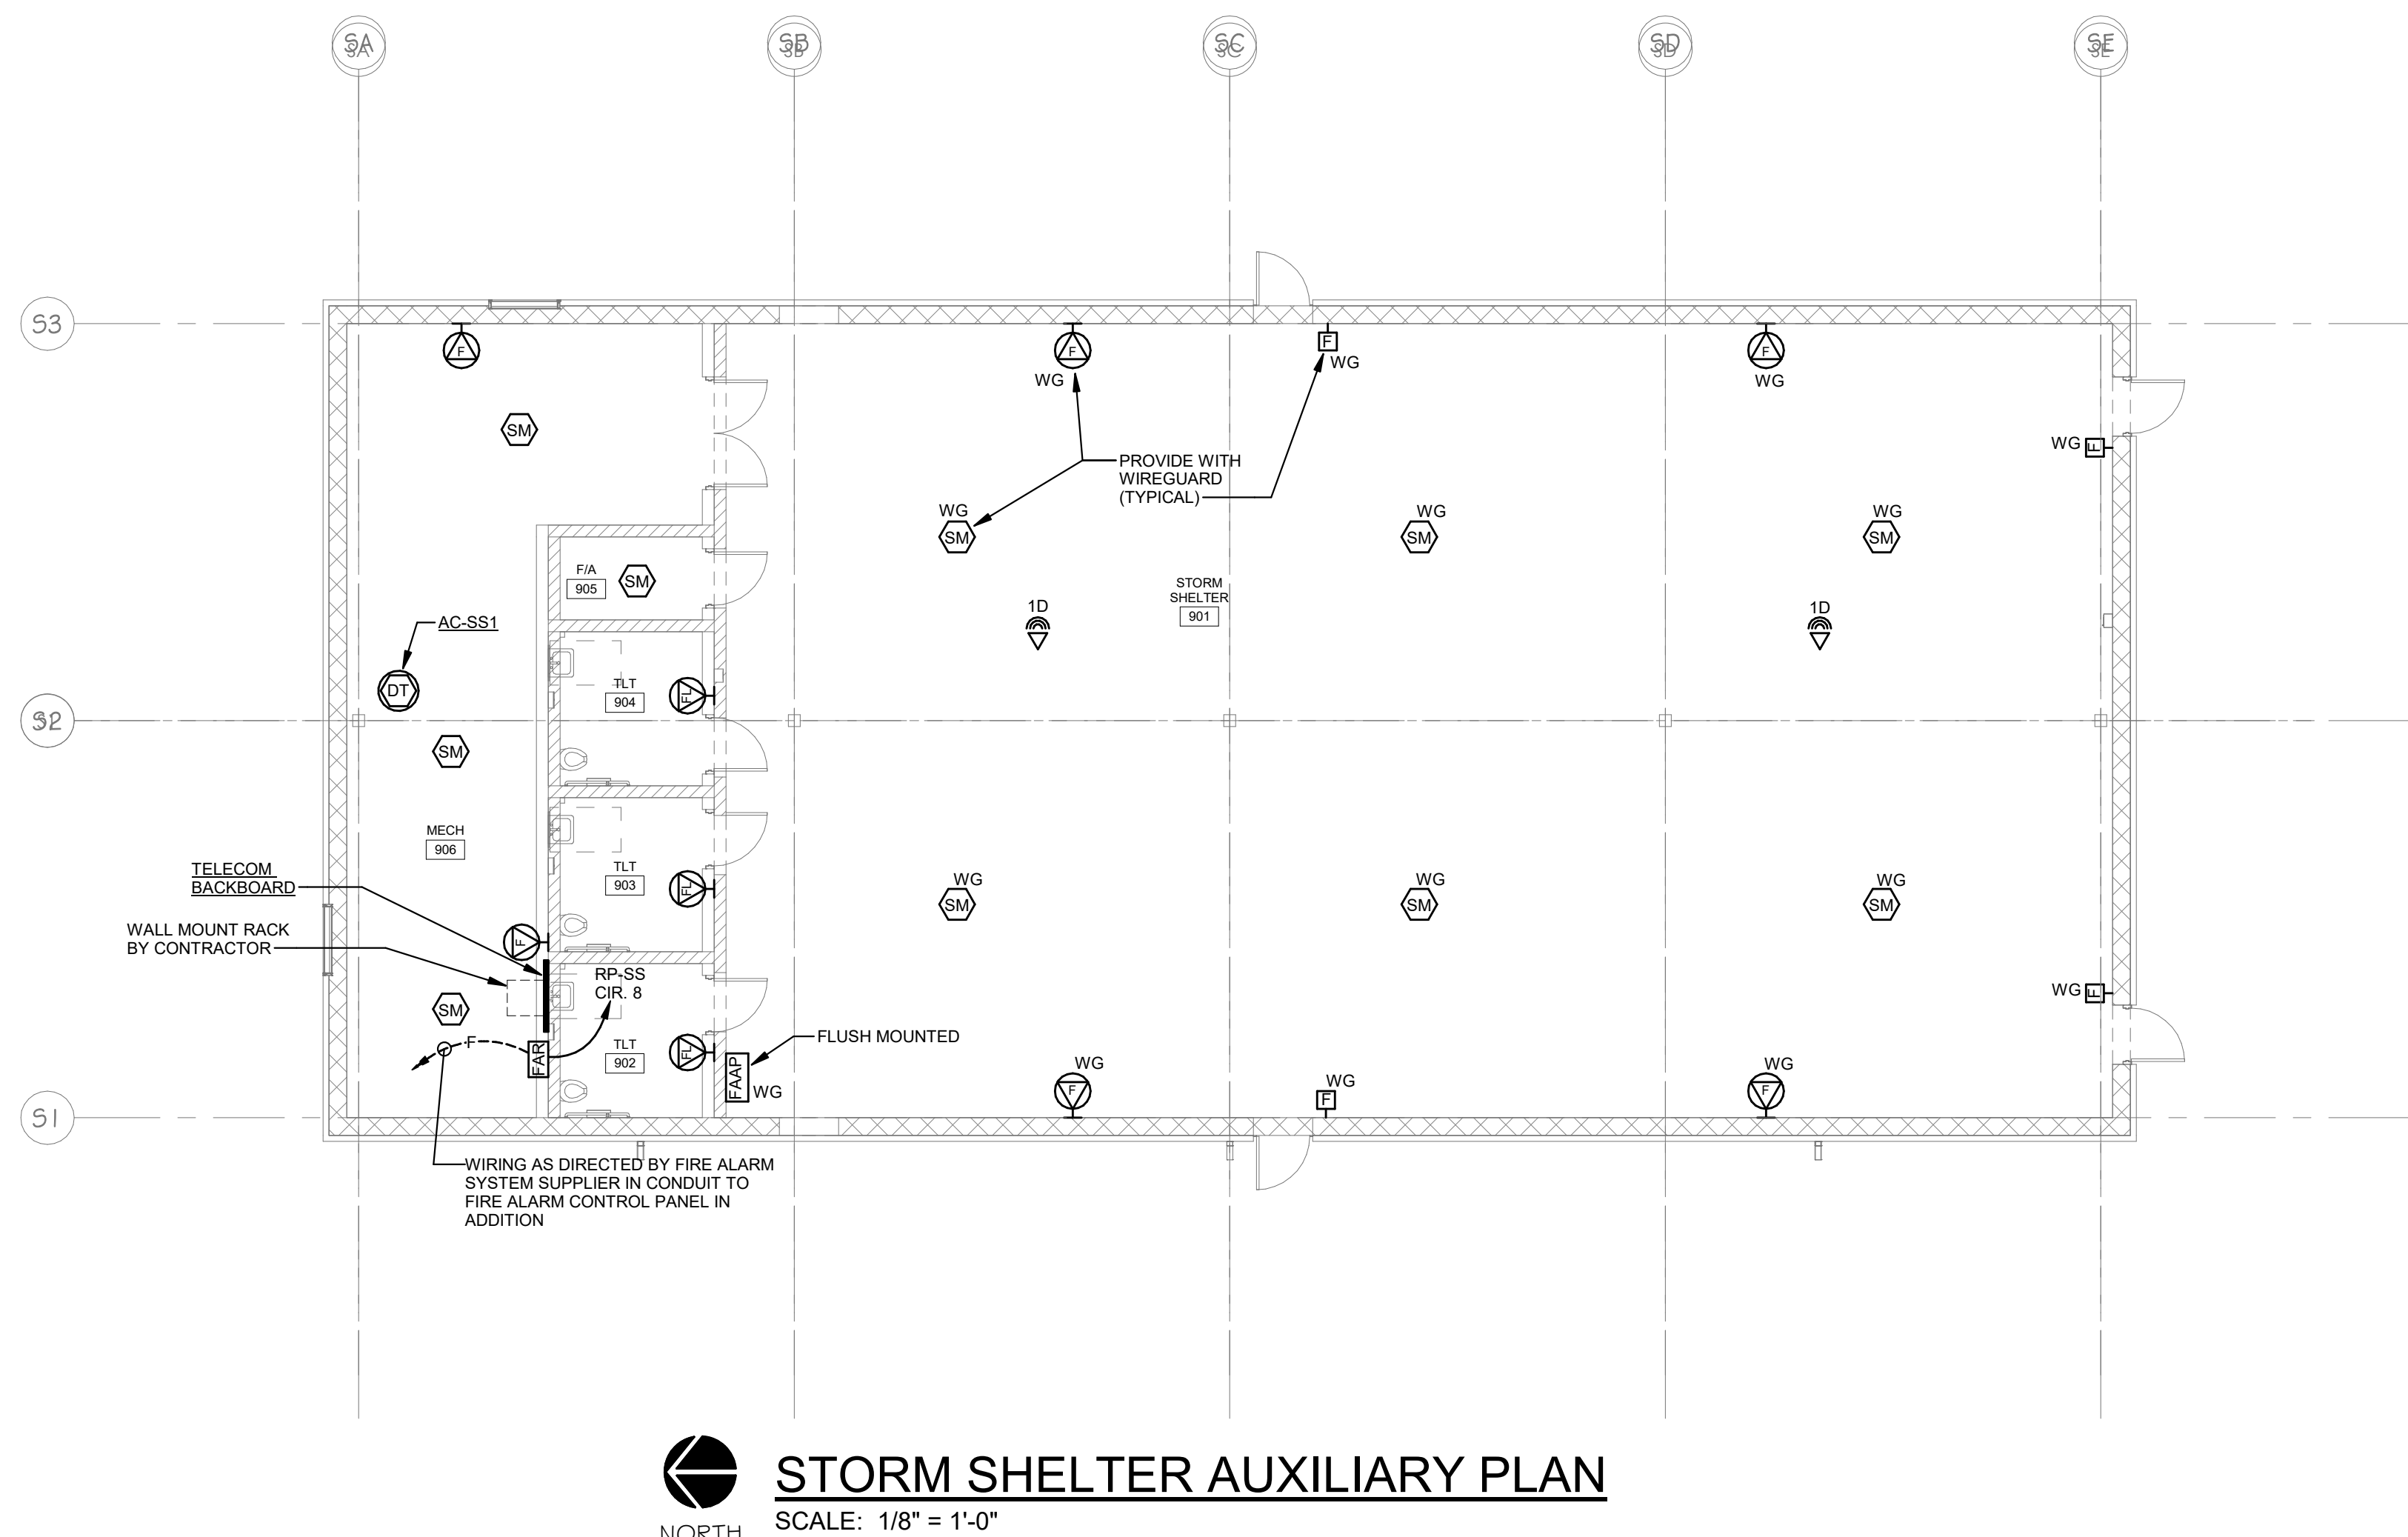 SA
SA
SB
SB
SC
SC
SD
SD
SE
SE
S3
F
F
WG
F
WG
F
WG
WG F
SM
PROVIDE WITH
WIREGUARD
(TYPICAL)
WG
SM
WG
SM
WG
SM
F/A
905
SM
STORM
SHELTER
901
1D
1D
AC-SS1
DT
TLT
904
FL
S2
SM
MECH
906
TLT
903
FL
TELECOM
BACKBOARD
WALL MOUNT RACK
BY CONTRACTOR
F
WG
SM
WG
SM
WG
SM
RP-SS
CIR. 8
SM
F
FAR
TLT
902
FL
FAAP
WG
FLUSH MOUNTED
WG F
WG
F
WG
F
WG
F
S1
WIRING AS DIRECTED BY FIRE ALARM
SYSTEM SUPPLIER IN CONDUIT TO
FIRE ALARM CONTROL PANEL IN
ADDITION
STORM SHELTER AUXILIARY PLAN
SCALE: 1/8" = 1'-0"
NORTH